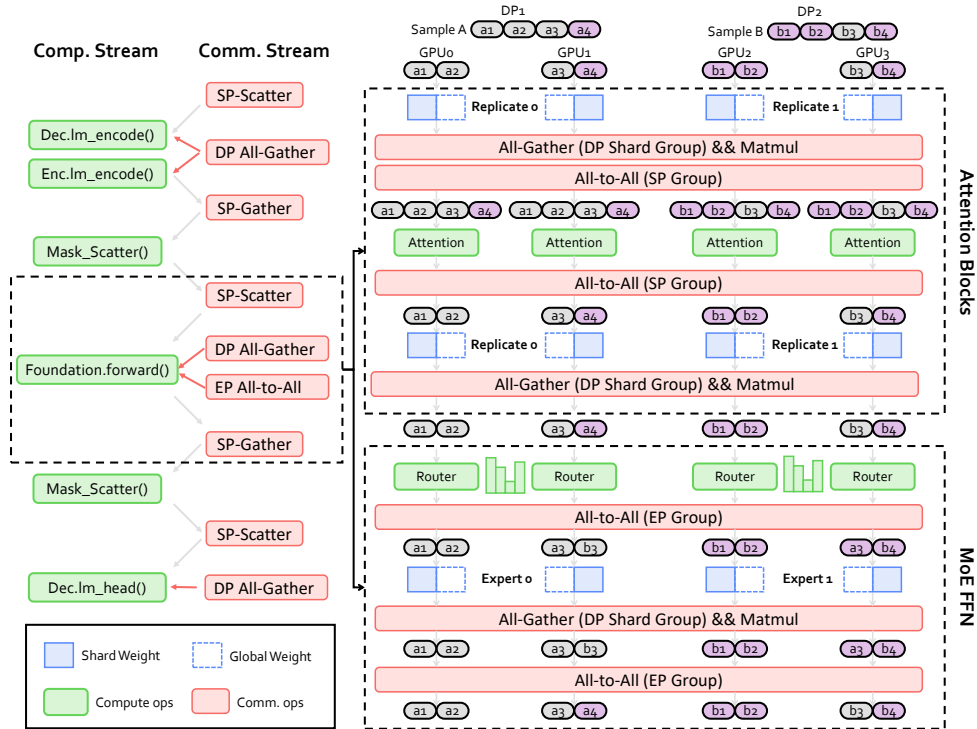 Comp. Stream
Comm. Stream
SP-Scatter
Dec.lm_encode()
DP All-Gather
Enc.lm_encode()
SP-Gather
Mask_Scatter()
SP-Scatter
DP All-Gather
Foundation.forward()
EP All-to-All
SP-Gather
Mask_Scatter()
SP-Scatter
Dec.lm_head()
DP All-Gather
Shard Weight
Global Weight
Compute ops
Comm. ops
DP1
Sample A a1 a2 a3 a4
DP2
Sample B b1 b2 b3 b4
GPU0 GPU1 GPU2 GPU3
a1 a2 a3 a4 b1 b2 b3 b4
Replicate 0 Replicate 1
All-Gather (DP Shard Group) && Matmul
All-to-All (SP Group)
a1 a2 a3 a4 a1 a2 a3 a4 b1 b2 b3 b4 b1 b2 b3 b4
Attention Attention Attention Attention
All-to-All (SP Group)
a1 a2 a3 a4 b1 b2 b3 b4
Replicate 0 Replicate 1
All-Gather (DP Shard Group) && Matmul
Attention Blocks
a1 a2 a3 a4 b1 b2 b3 b4
Router Router Router Router
All-to-All (EP Group)
a1 a2 a3 b3 b1 b2 a3 b4
Expert 0 Expert 1
All-Gather (DP Shard Group) && Matmul
a1 a2 a3 b3 b1 b2 a3 b4
All-to-All (EP Group)
a1 a2 a3 a4 b1 b2 b3 b4
MoE FFN